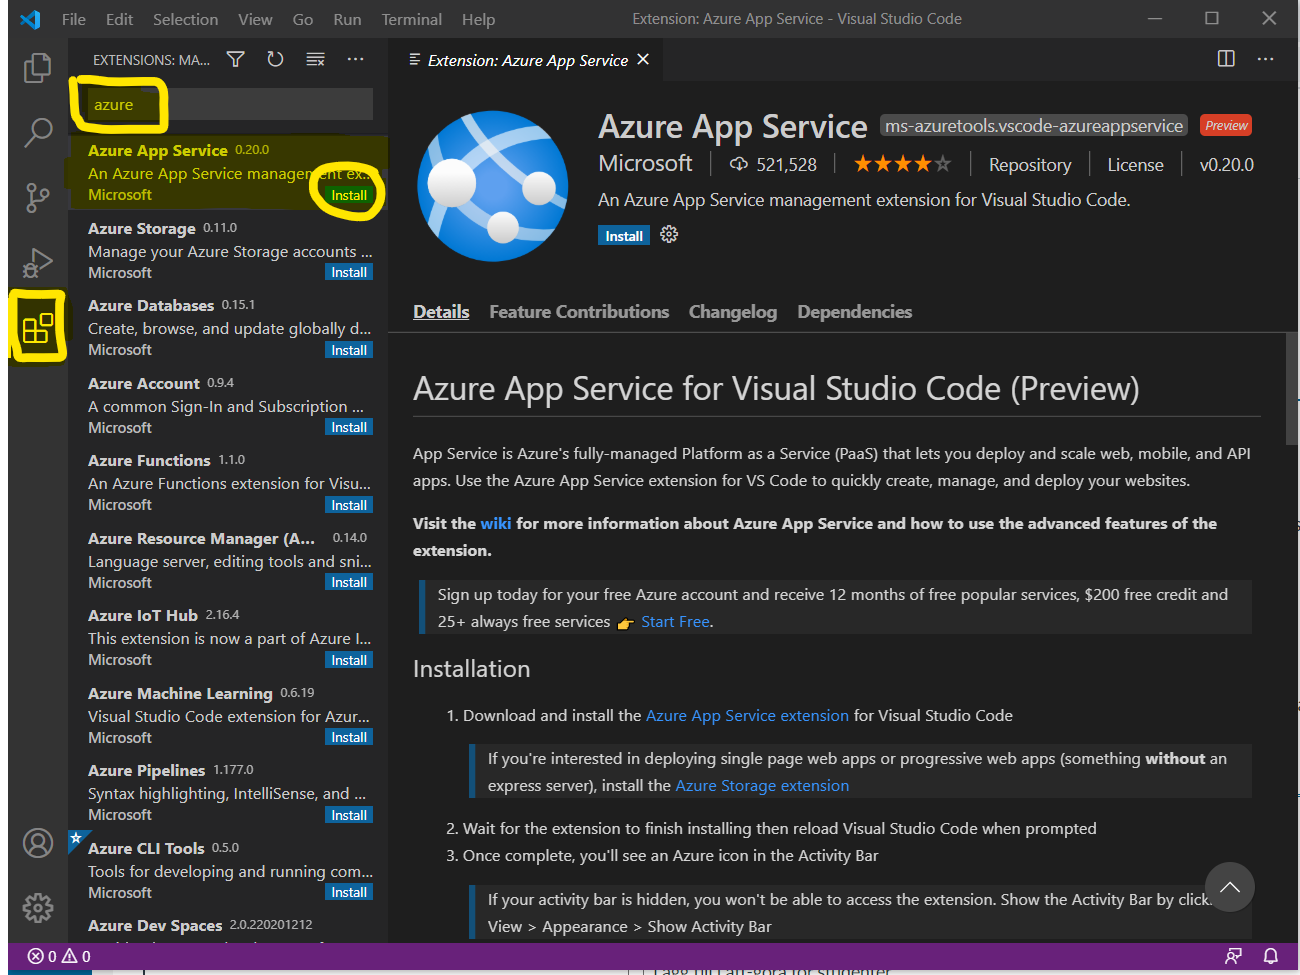 File Edit Selection View Go Run Terminal Help
Extension: Azure App Service - Visual Studio Code
EXTENSIONS: MA...
azure
Azure App Service 0.20.0
An Azure App Service management ex...
Microsoft Install
Azure Storage 0.11.0
Manage your Azure Storage accounts ...
Microsoft Install
Azure Databases 0.15.1
Create, browse, and update globally d...
Microsoft Install
Azure Account 0.9.4
A common Sign-In and Subscription ...
Microsoft Install
Azure Functions 1.1.0
An Azure Functions extension for Visu...
Microsoft Install
Azure Resource Manager (A... 0.14.0
Language server, editing tools and sni...
Microsoft Install
Azure IoT Hub 2.16.4
This extension is now a part of Azure I...
Microsoft Install
Azure Machine Learning 0.6.19
Visual Studio Code extension for Azur...
Microsoft Install
Azure Pipelines 1.177.0
Syntax highlighting, IntelliSense, and ...
Microsoft Install
Azure CLI Tools 0.5.0
Tools for developing and running com...
Microsoft Install
Azure Dev Spaces 2.0.220201212
Extension: Azure App Service
Azure App Service ms-azuretools.vscode-azureappservice Preview
Microsoft 521,528 Repository License v0.20.0
An Azure App Service management extension for Visual Studio Code.
Install
Details Feature Contributions Changelog Dependencies
Azure App Service for Visual Studio Code (Preview)
App Service is Azure's fully-managed Platform as a Service (PaaS) that lets you deploy and scale web, mobile, and API
apps. Use the Azure App Service extension for VS Code to quickly create, manage, and deploy your websites.
Visit the wiki for more information about Azure App Service and how to use the advanced features of the
extension.
Sign up today for your free Azure account and receive 12 months of free popular services, $200 free credit and
25+ always free services 👉 Start Free.
Installation
1. Download and install the Azure App Service extension for Visual Studio Code
If you're interested in deploying single page web apps or progressive web apps (something without an
express server), install the Azure Storage extension
2. Wait for the extension to finish installing then reload Visual Studio Code when prompted
3. Once complete, you'll see an Azure icon in the Activity Bar
If your activity bar is hidden, you won't be able to access the extension. Show the Activity Bar by click
View > Appearance > Show Activity Bar
0 0